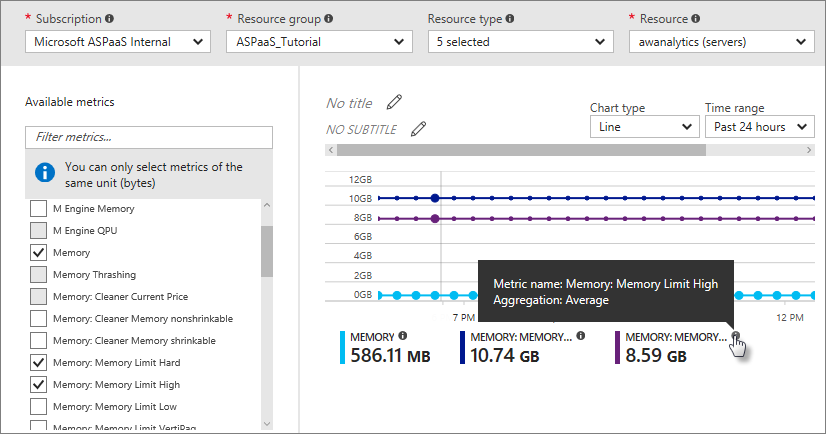 * Subscription
* Resource group
Resource type
* Resource
Microsoft ASPaaS Internal
ASPaaS_Tutorial
5 selected
awanalytics (servers)
Available metrics
Filter metrics...
You can only select metrics of the
same unit (bytes)
M Engine Memory
M Engine QPU
Memory
Memory Thrashing
Memory: Cleaner Current Price
Memory: Cleaner Memory nonshrinkable
Memory: Cleaner Memory shrinkable
Memory: Memory Limit Hard
Memory: Memory Limit High
Memory: Memory Limit Low
Memory: Memory Limit VertiPaq
No title
NO SUBTITLE
Chart type
Line
Time range
Past 24 hours
12GB
10GB
8GB
6GB
4GB
2GB
0GB
Metric name: Memory: Memory Limit High
Aggregation: Average
7 PM
12 PM
MEMORY
586.11 MB
MEMORY: MEMORY...
10.74 GB
MEMORY: MEMORY...
8.59 GB